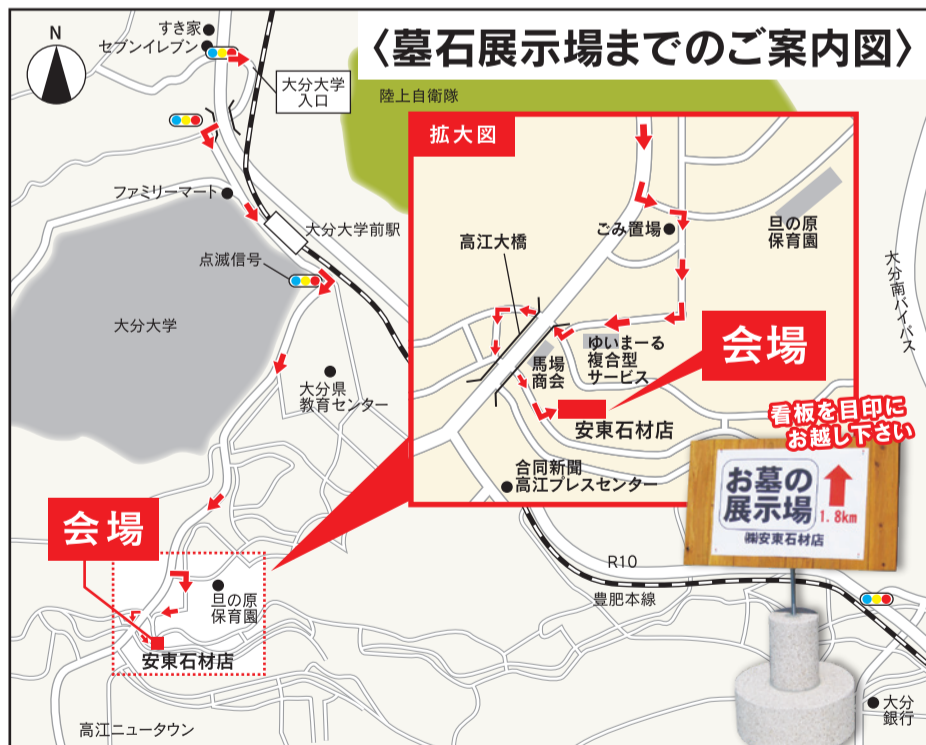 〈墓石展示場までのご案内図〉
N
すき家
セブンイレブン
大分大学
入口
陸上自衛隊
拡大図
ファミリーマート
大分大学前駅
点滅信号
大分大学
大分県
教育センター
高江大橋
ごみ置場
旦の原
保育園
大分南バイパス
馬場
商会
ゆいまーる
複合型
サービス
会場
安東石材店
合同新聞
高江プレスセンター
看板を目印に
お越し下さい
お墓の
展示場
1.8km
㈱安東石材店
会場
旦の原
保育園
安東石材店
R10
豊肥本線
高江ニュータウン
大分
銀行